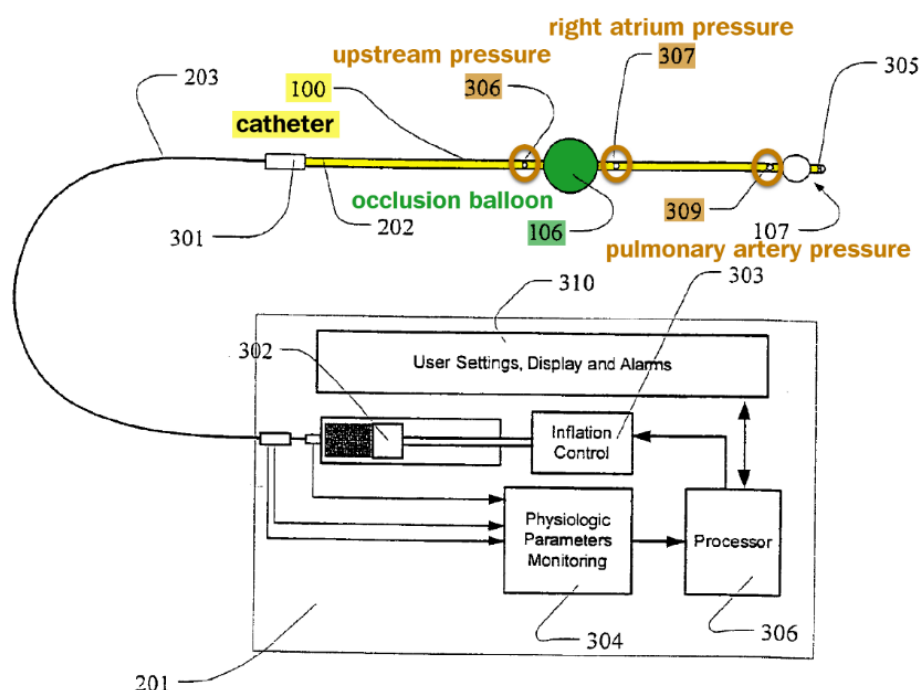 right atrium pressure
upstream pressure
307
305
203
100
306
catheter
occlusion balloon
309
301
202
106
107
pulmonary artery pressure
310
303
User Settings, Display and Alarms
302
Inflation
Control
Physiologic
Parameters
Monitoring
Processor
304
306
201